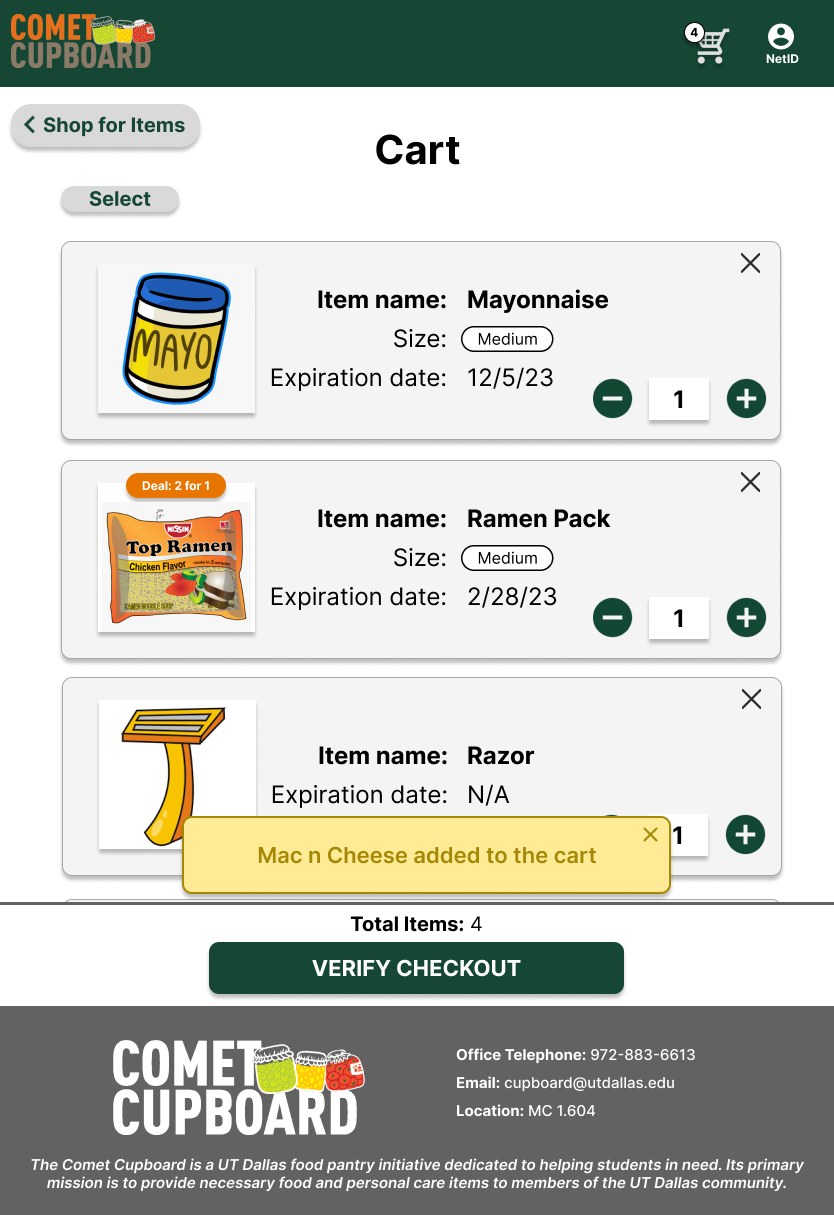 COMET
CUPBOARD
4
NetID
Shop for Items
Cart
Select
MAYO
Item name: Mayonnaise
Size: Medium
Expiration date: 12/5/23
1
Deal: 2 for 1
NISSIN
Top Ramen
Chicken Flavor
Item name: Ramen Pack
Size: Medium
Expiration date: 2/28/23
1
Item name: Razor
Expiration date: N/A
1
Mac n Cheese added to the cart
Total Items: 4
VERIFY CHECKOUT
COMET
CUPBOARD
Office Telephone: 972-883-6613
Email: cupboard@utdallas.edu
Location: MC 1.604
The Comet Cupboard is a UT Dallas food pantry initiative dedicated to helping students in need. Its primary
mission is to provide necessary food and personal care items to members of the UT Dallas community.